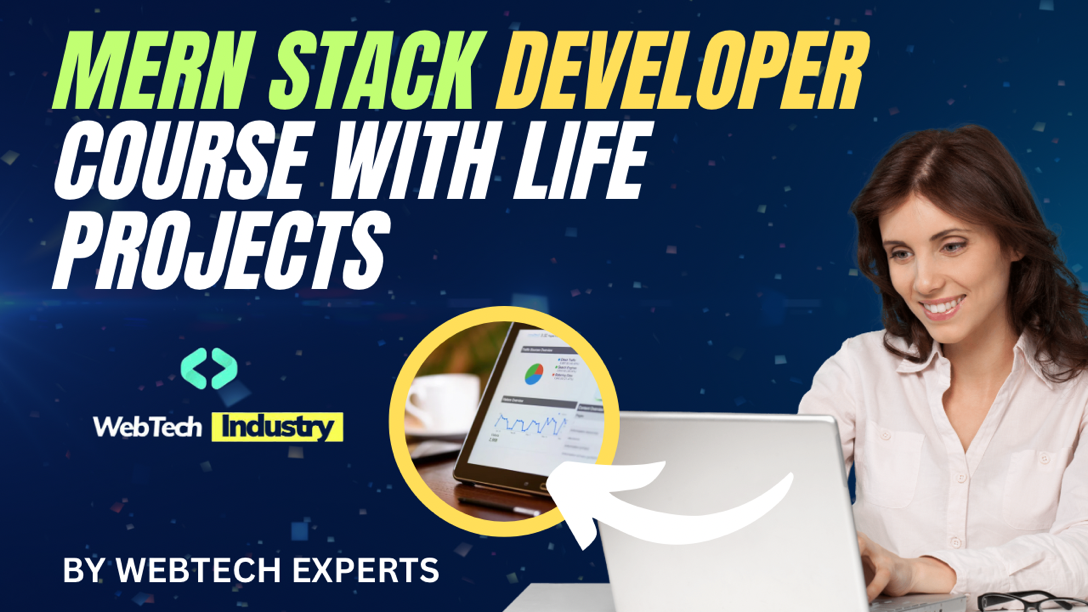 MERN STACK DEVELOPER
COURSE WITH LIFE
PROJECTS
WebTech Industry
BY WEBTECH EXPERTS